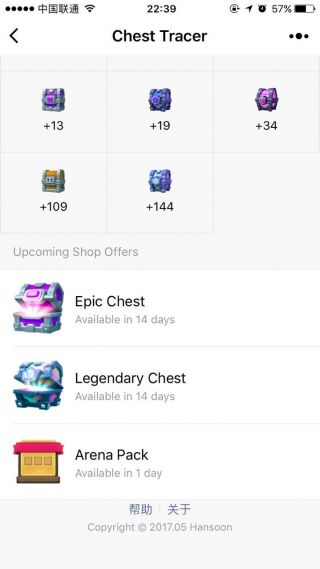 中国联通 22:39 57%
Chest Tracer
+13 +19 +34
+109 +144
Upcoming Shop Offers
Epic Chest
Available in 14 days
Legendary Chest
Available in 14 days
Arena Pack
Available in 1 day
帮助 | 关于
Copyright © 2017.05 Hansoon